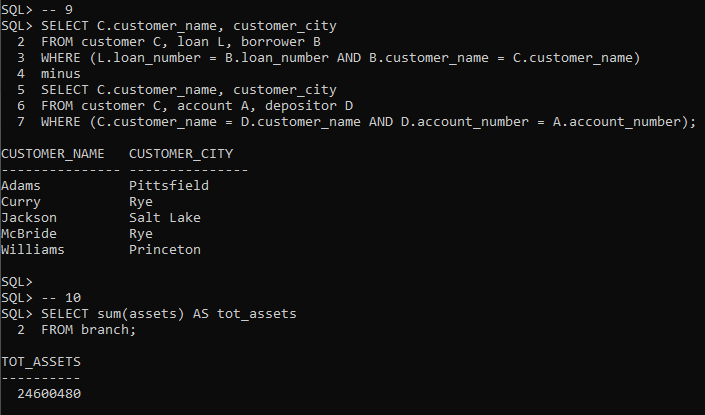 SQL> -- 9
SQL> SELECT C.customer_name, customer_city
2 FROM customer C, loan L, borrower B
3 WHERE (L.loan_number = B.loan_number AND B.customer_name = C.customer_name)
4 minus
5 SELECT C.customer_name, customer_city
6 FROM customer C, account A, depositor D
7 WHERE (C.customer_name = D.customer_name AND D.account_number = A.account_number);
CUSTOMER_NAME CUSTOMER_CITY
--------------- ---------------
Adams Pittsfield
Curry Rye
Jackson Salt Lake
McBride Rye
Williams Princeton
SQL>
SQL> -- 10
SQL> SELECT sum(assets) AS tot_assets
2 FROM branch;
TOT_ASSETS
----------
24600480